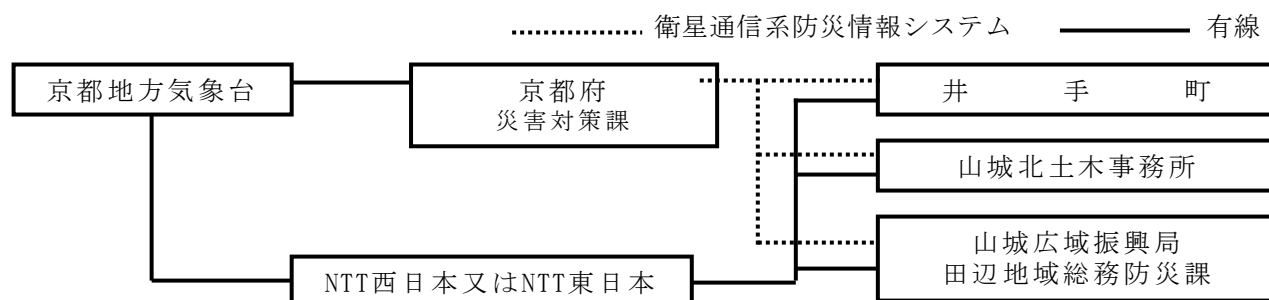 衛星通信系防災情報システム　有線
京都地方気象台
京都府
災害対策課
井　手　町
山城北土木事務所
山城広域振興局
田辺地域総務防災課
NTT西日本又はNTT東日本